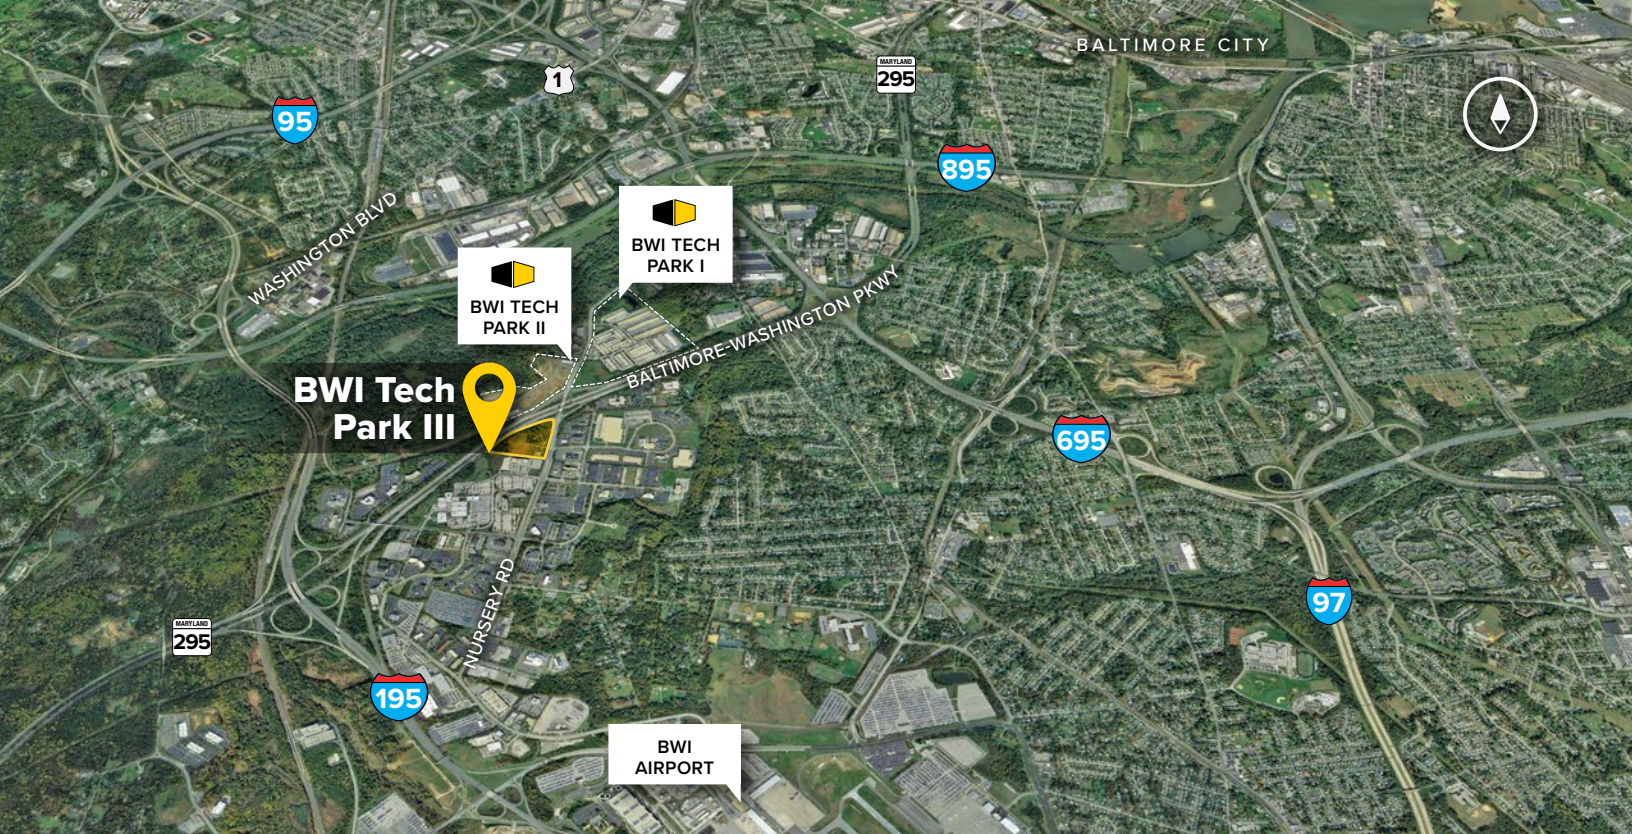 BALTIMORE CITY
MARYLAND
295
1
95
895
WASHINGTON BLVD
BWI TECH
PARK I
BWI TECH
PARK II
BALTIMORE-WASHINGTON PKWY
BWI Tech
Park III
695
NURSERY RD
97
MARYLAND
295
195
BWI
AIRPORT